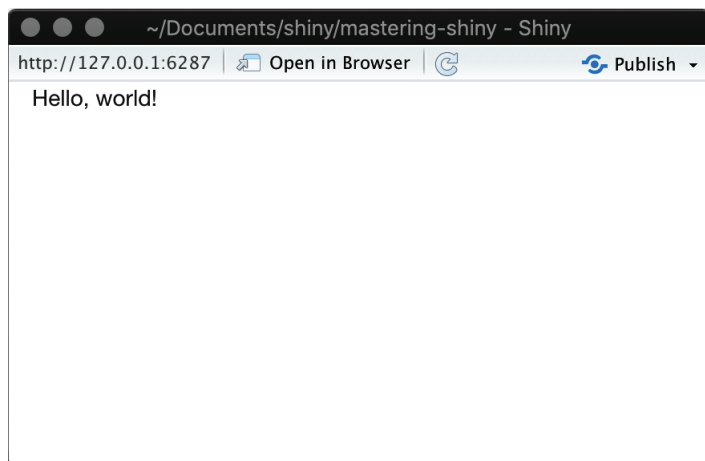 ~/Documents/shiny/mastering-shiny - Shiny
http://127.0.0.1:6287 Open in Browser Publish
Hello, world!